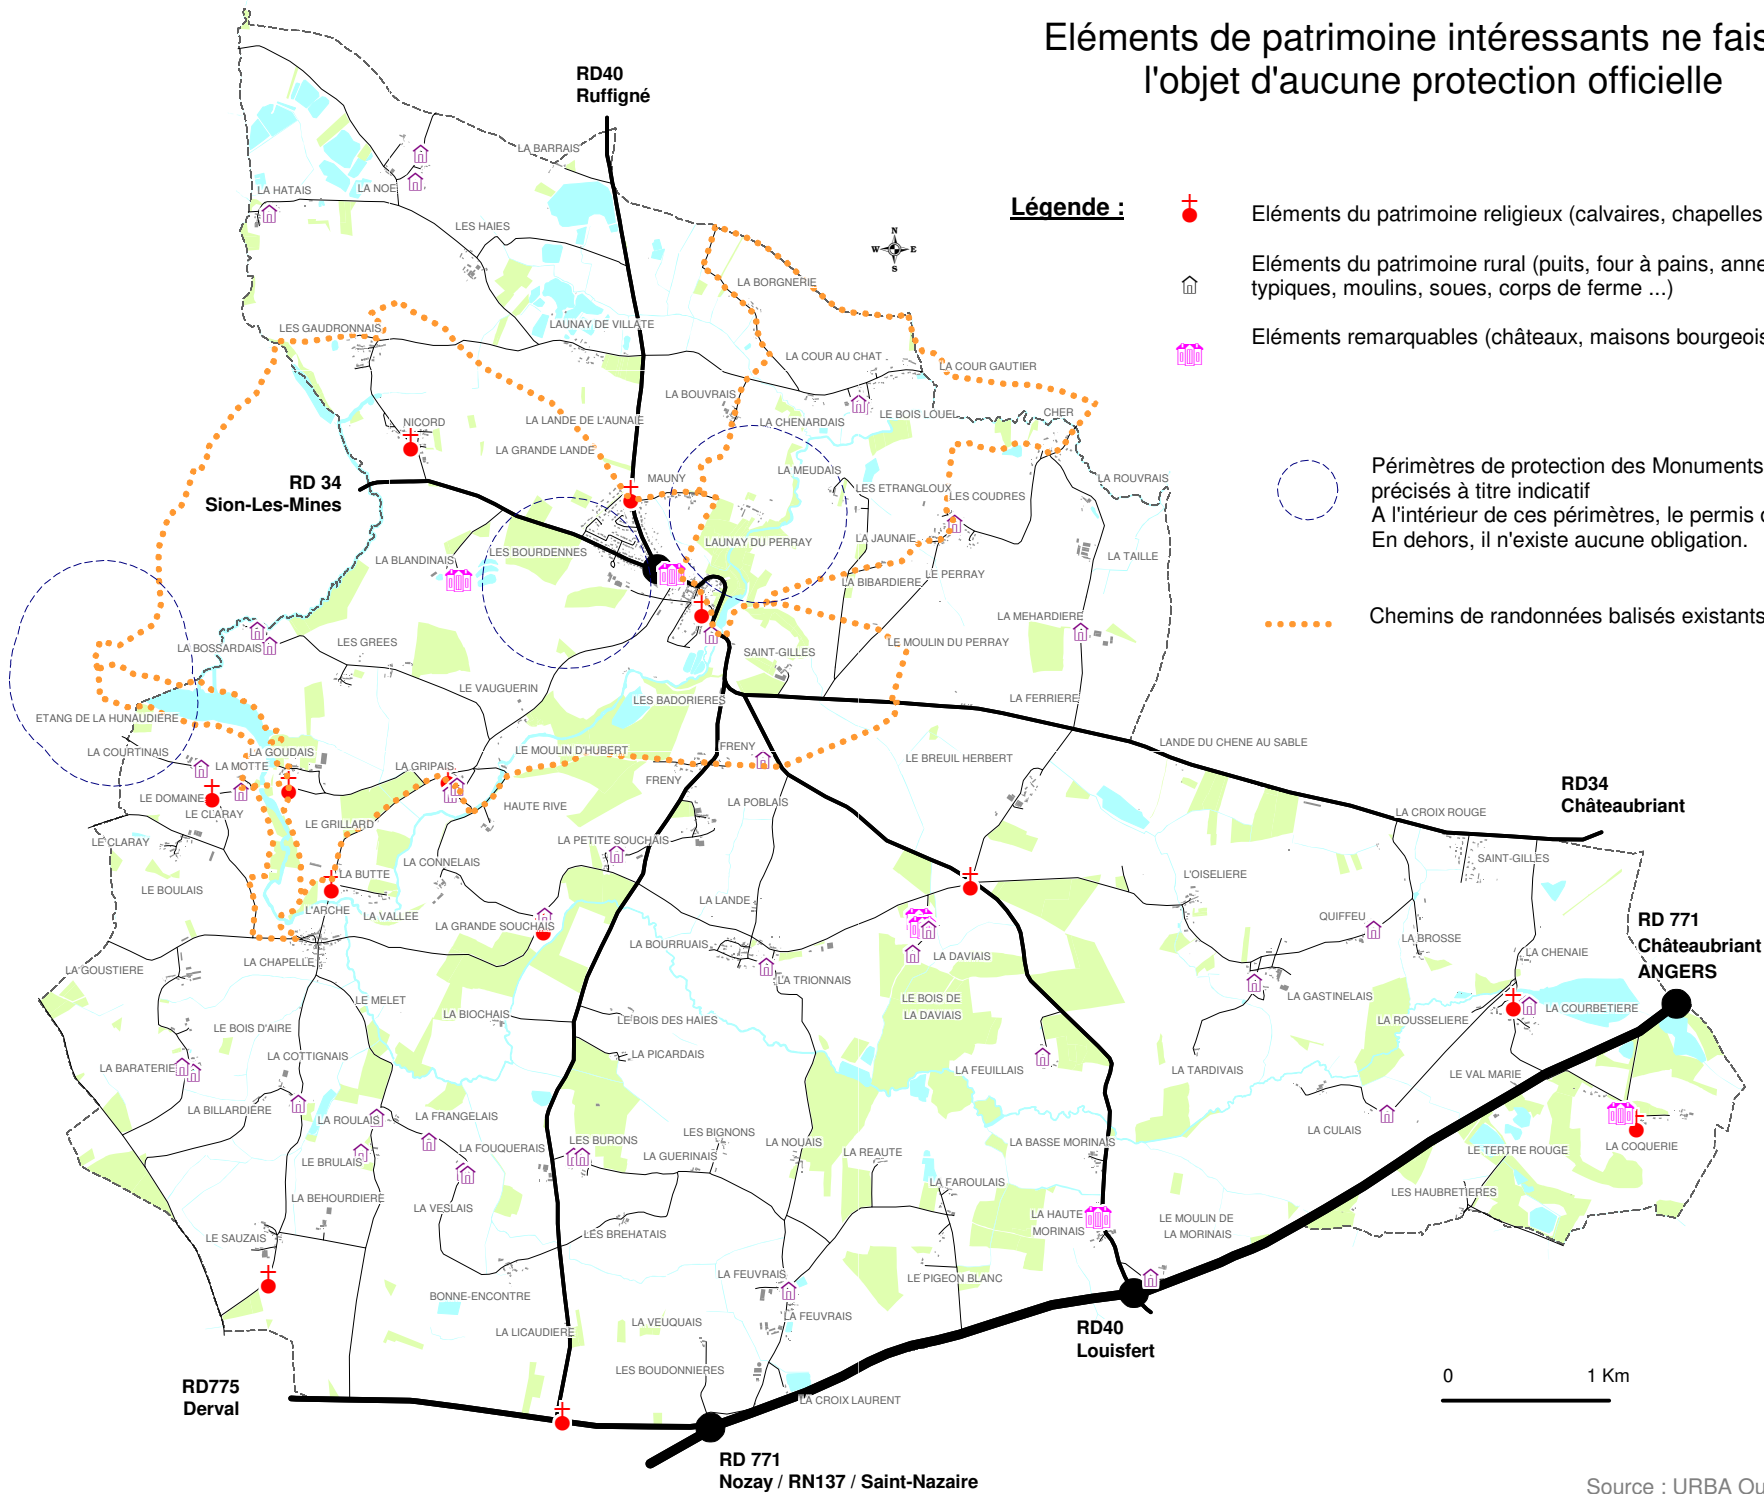 Eléments de patrimoine intéressants ne fais
l'objet d'aucune protection officielle
RD40
Ruffigné
Légende :
Eléments du patrimoine religieux (calvaires, chapelles
Eléments du patrimoine rural (puits, four à pains, anne
typiques, moulins, soues, corps de ferme ...)
Eléments remarquables (châteaux, maisons bourgeois
Périmètres de protection des Monuments
précisés à titre indicatif
A l'intérieur de ces périmètres, le permis d
En dehors, il n'existe aucune obligation.
Chemins de randonnées balisés existants
N
W E
S
LA BARRAIS
LA HATAIS
LA NOE
LES HAIES
LA BORGNERIE
LES GAUDRONNAIS
LAUNAY DE VILLATE
LA COUR AU CHAT
LA COUR GAUTIER
LA BOUVRAIS
NICORD
LA LANDE DE L'AUNAIE
LA CHENARDAIS
LE BOIS LOUEL
CHER
LA GRANDE LANDE
RD 34
Sion-Les-Mines
MAUNY
LA MEUDAIS
LES ETRANGLOUX
LES COUDRES
LA ROUVRAIS
LA BLANDINAIS
LES BOURDENNES
LAUNAY DU PERRAY
LA JAUNAIE
LA TAILLE
LA BIBARDIERE
LE PERRAY
LA MEHARDIERE
LA BOSSARDAIS
LES GREES
SAINT-GILLES
LE MOULIN DU PERRAY
LE VAUGUERIN
LES BADORIERES
LA FERRIERE
ETANG DE LA HUNAUDIERE
LA COURTINAIS
LA GOUDAIS
LA MOTTE
LA GRIPAIS
LE MOULIN D'HUBERT
FRENY
FRENY
LE BREUIL HERBERT
LANDE DU CHENE AU SABLE
RD34
Châteaubriant
LE DOMAINE
LE CLARAY
LE CLARAY
LE GRILLARD
HAUTE RIVE
LA POBLAIS
LA CROIX ROUGE
LA PETITE SOUCHAIS
LA CONNELAIS
SAINT-GILLES
LE BOULAIS
LA BUTTE
L'ARCHE
LA VALLEE
LA GRANDE SOUCHAIS
LA LANDE
L'OISELIERE
QUIFFEU
RD 771
Châteaubriant
ANGERS
LA BOURRUAIS
LA BROSSE
LA CHENAIE
LA GOUSTIERE
LA CHAPELLE
LA TRIONNAIS
LA DAVIAIS
LE MELET
LA BIOCHAIS
LE BOIS DE
LA DAVIAIS
LA GASTINELAIS
LA COURBETIERE
LA ROUSSELIERE
LE BOIS D'AIRE
LE BOIS DES HAIES
LA COTTIGNAIS
LA PICARDAIS
LA BARATERIE
LA FEUILLAIS
LA TARDIVAIS
LE VAL MARIE
LA BILLARDIERE
LA ROULAIS
LA FRANGELAIS
LA CULAIS
LES BURONS
LES BIGNONS
LA NOUAIS
LA BASSE MORINAIS
LA FOUQUERAIS
LA GUERINAIS
LA REAUTE
LE TERTRE ROUGE
LA COQUERIE
LE BRULAIS
LA FAROULAIS
LES HAUBRETIERES
LA BEHOURDIERE
LA VESLAIS
LA HAUTE
MORINAIS
LE MOULIN DE
LA MORINAIS
LE SAUZAIS
LES BREHATAIS
LA FEUVRAIS
LE PIGEON BLANC
BONNE-ENCONTRE
LA FEUVRAIS
LA VEUQUAIS
LA LICAUDIERE
RD40
Louisfert
LES BOUDONNIERES
RD775
Derval
LA CROIX LAURENT
0 1 Km
RD 771
Nozay / RN137 / Saint-Nazaire
Source : URBA Ou